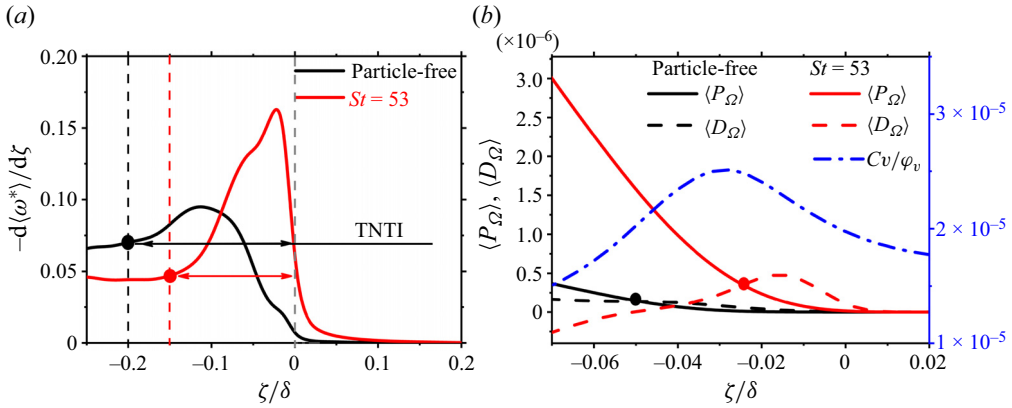 (a)
0.20
0.15
0.10
0.05
0
−d⟨ω*⟩/dζ
Particle-free
St = 53
TNTI
−0.2
−0.1
0
0.1
0.2
ζ/δ
(b)
(×10⁻⁶)
3.0
2.5
2.0
1.5
1.0
0.5
0
⟨P_Ω⟩, ⟨D_Ω⟩
Particle-free St = 53
⟨P_Ω⟩ ⟨P_Ω⟩
⟨D_Ω⟩ ⟨D_Ω⟩
Cv/φ_v
3 × 10⁻⁵
2 × 10⁻⁵
1 × 10⁻⁵
−0.06
−0.04
−0.02
0
0.02
ζ/δ